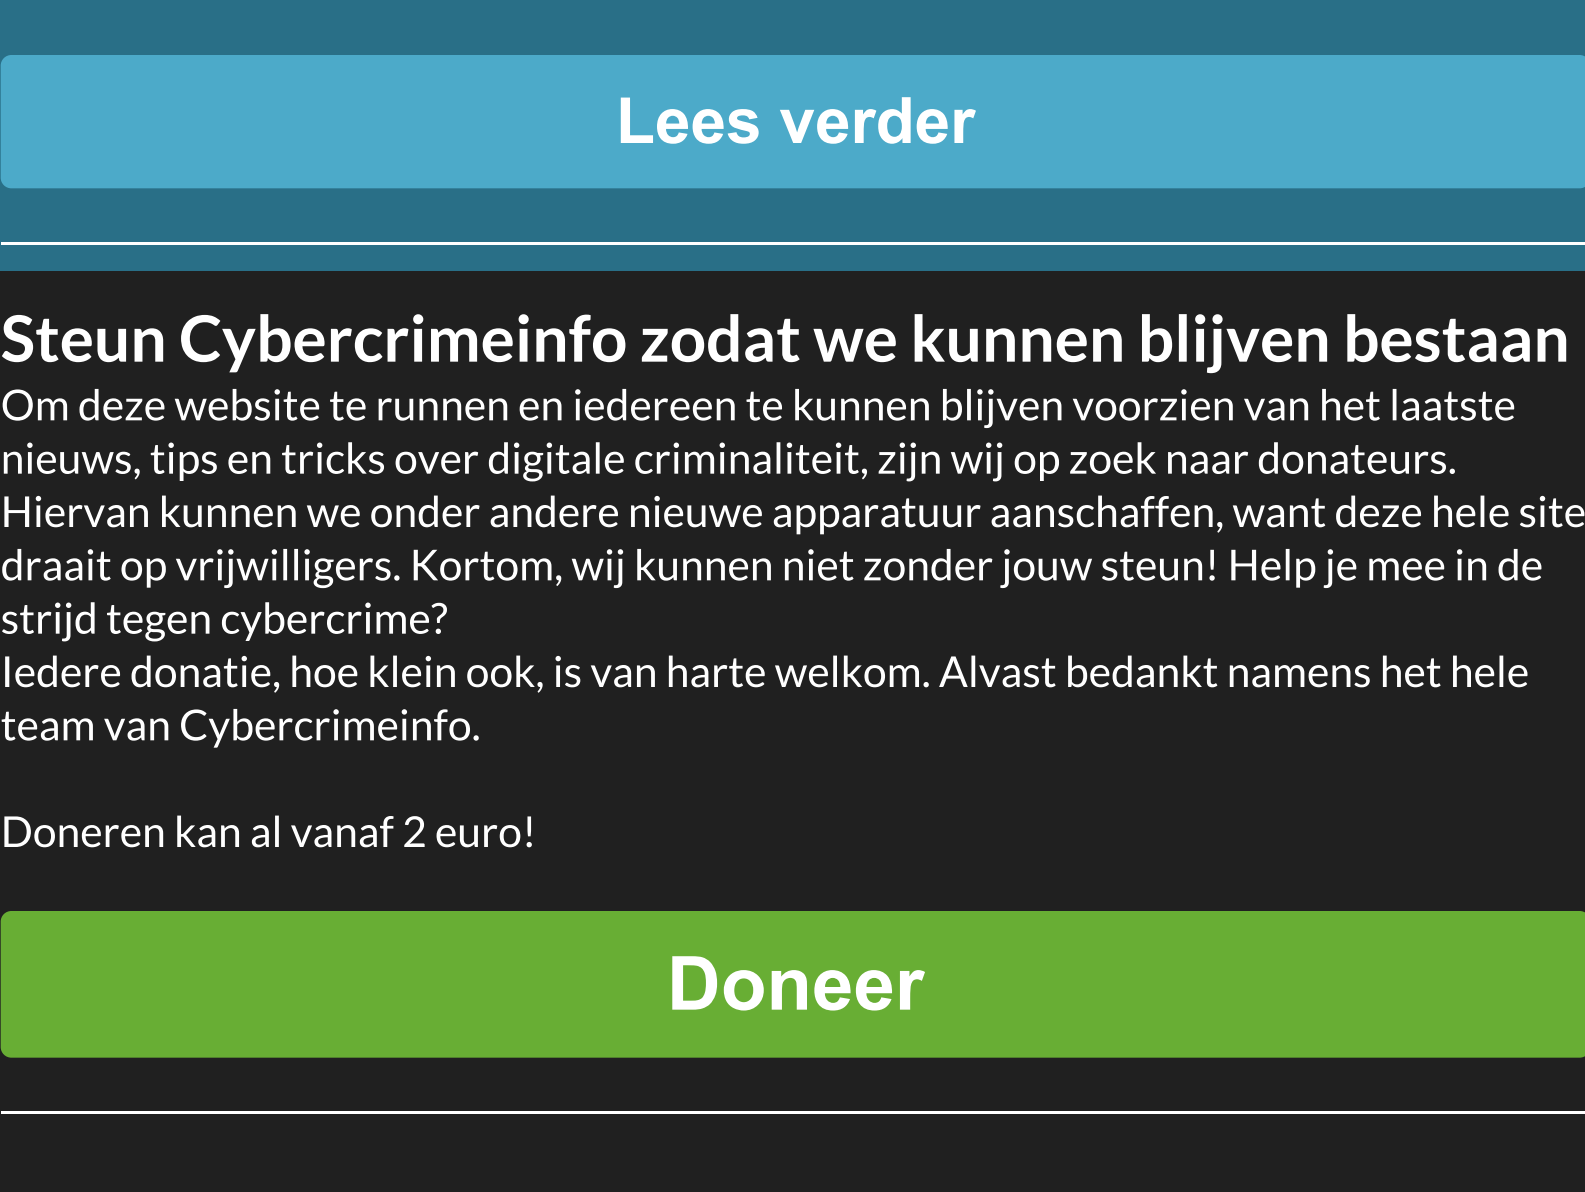 Lees verder
Steun Cybercrimeinfo zodat we kunnen blijven bestaan
Om deze website te runnen en iedereen te kunnen blijven voorzien van het laatste
nieuws, tips en tricks over digitale criminaliteit, zijn wij op zoek naar donateurs.
Hiervan kunnen we onder andere nieuwe apparatuur aanschaffen, want deze hele site
draait op vrijwilligers. Kortom, wij kunnen niet zonder jouw steun! Help je mee in de
strijd tegen cybercrime?
Iedere donatie, hoe klein ook, is van harte welkom. Alvast bedankt namens het hele
team van Cybercrimeinfo.
Doneren kan al vanaf 2 euro!
Doneer